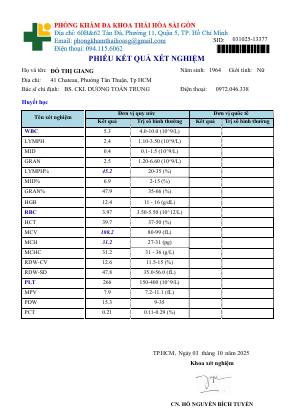 PHÒNG KHÁM ĐA KHOA THÁI HÒA SÀI GÒN
Địa chỉ: 60B&62 Tân Đà, Phường 11, Quận 5, TP. Hồ Chí Minh
Email: phongkhamthaihoasg@gmail.com
SID: 031025-13377
Điện thoại: 094.115.6062
PHIẾU KẾT QUẢ XÉT NGHIỆM
Họ và tên: ĐỖ THỊ GIANG Năm sinh: 1964 Giới tính: Nữ
Địa chỉ: 41 Chateau, Phường Tân Thuận, Tp HCM
Bác sĩ chỉ định: BS. CKI. DƯƠNG TOÀN TRUNG Điện thoại: 0972.046.338
Huyết học
Tên xét nghiệm Đơn vị quy ước Đơn vị quốc tế
Kết quả Trị số bình thường Kết quả Trị số bình thường
WBC 5.3 4.0-10.0 (10^9/L)
LYMPH 2.4 1.10-3.50 (10^9/L)
MID 0.4 0.1-1.5 (10^9/L)
GRAN 2.5 1.20-6.60 (10^9/L)
LYMPH% 45.2 20-35 (%)
MID% 6.9 2-15 (%)
GRAN% 47.9 35-66 (%)
HGB 12.4 11 - 16 (g/dL)
RBC 3.97 3.50-5.50 (10^12/L)
HCT 39.7 37-50 (%)
MCV 100.2 80-99 (fL)
MCH 31.2 27-31 (pg)
MCHC 31.2 31 - 36 (g/L)
RDW-CV 12.6 11.5-15 (%)
RDW-SD 47.8 35.0-56.0 (fL)
PLT 266 150-400 (10^9/L)
MPV 7.9 7.2-11.1 (fL)
PDW 15.3 9-35
PCT 0.21 0.11-0.29 (%)
TP.HCM, Ngày 03 tháng 10 năm 2025
Khoa xét nghiệm
CN. HỒ NGUYỄN BÍCH TUYỀN